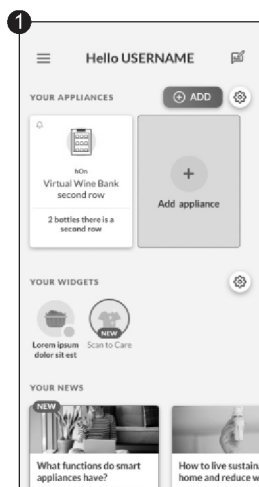 1
Hello USERNAME
YOUR APPLIANCES
ADD
hOn
Virtual Wine Bank
second row
2 bottles there is a
second row
Add appliance
YOUR WIDGETS
NEW
Lorem ipsum
dolor sit est
Scan to Care
YOUR NEWS
NEW
What functions do smart
appliances have?
How to live sustaina
home and reduce w